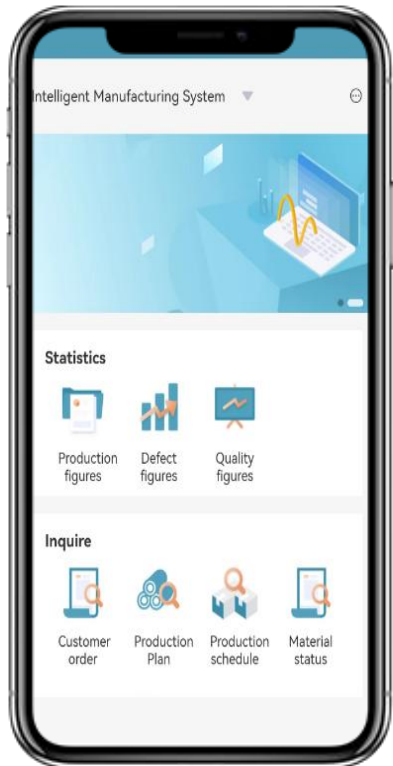 Intelligent Manufacturing System
Statistics
Production figures
Defect figures
Quality figures
Inquire
Customer order
Production Plan
Production schedule
Material status